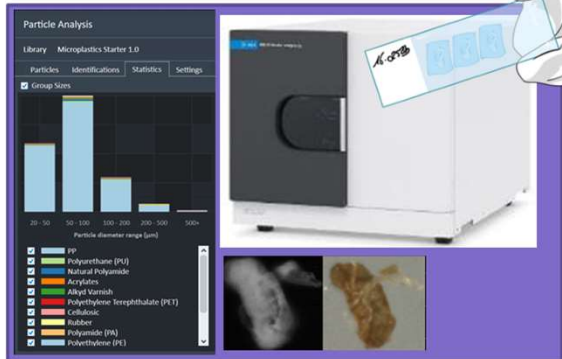 Particle Analysis
Library Microplastics Starter 1.0
Particles Identifications Statistics Settings
Group Sizes
20 - 50 50 - 100 100 - 200 200 - 500 500+
Particle diemeter range [µm]
PP
Polyurethane (PU)
Natural Polyamide
Acrylates
Alkyd Varnish
Polyethylene Terephthalate (PET)
Cellulosic
Rubber
Polyamide (PA)
Polyethylene (PE)